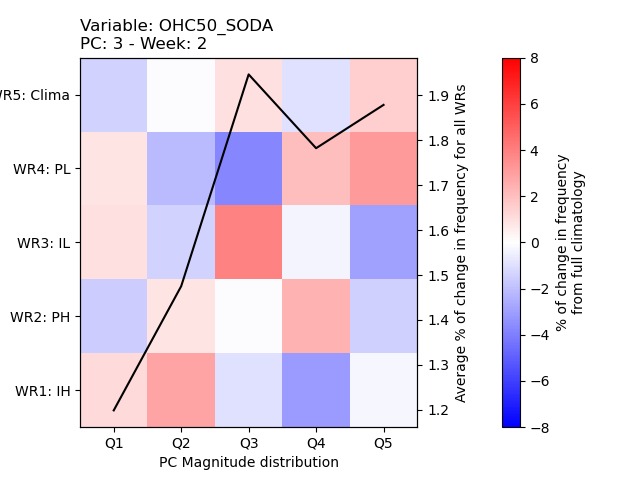 Variable: OHC50_SODA
PC: 3 - Week: 2
WR5: Clima
WR4: PL
WR3: IL
WR2: PH
WR1: IH
Q1 Q2 Q3 Q4 Q5
PC Magnitude distribution
1.9
1.8
1.7
1.6
1.5
1.4
1.3
1.2
Average % of change in frequency for all WRs
8
6
4
2
0
−2
−4
−6
−8
% of change in frequency
from full climatology